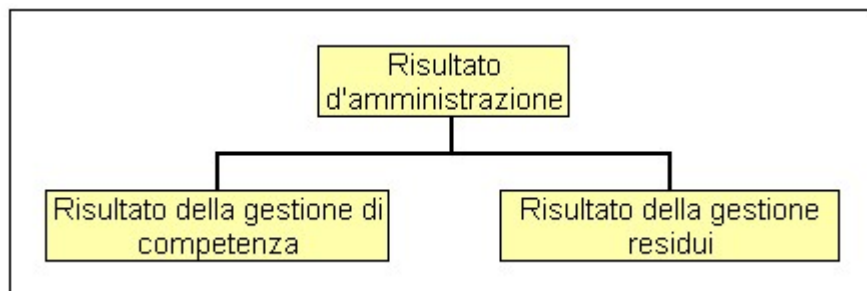 Risultato
d'amministrazione
Risultato della gestione di
competenza
Risultato della gestione
residui